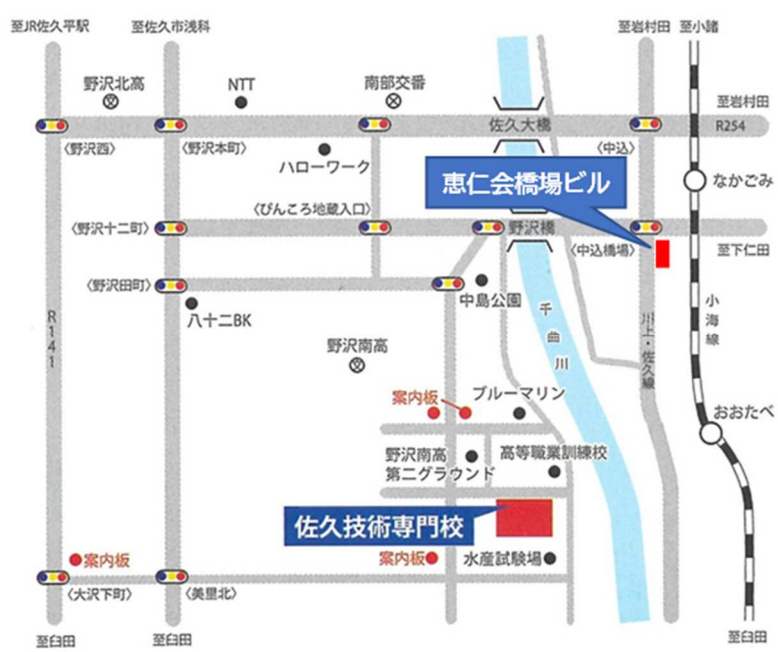 至JR佐久平駅
至佐久市浅科
至岩村田
至小諸
野沢北高
NTT
南部交番
至岩村田
佐久大橋
R254
〈野沢西〉
〈野沢本町〉
〈中込〉
ハローワーク
恵仁会橋場ビル
なかごみ
〈ぴんころ地蔵入口〉
〈野沢十二町〉
野沢橋
〈中込橋場〉
至下仁田
〈野沢田町〉
中島公園
八十二BK
千曲川
R141
川上・佐久線
小海線
野沢南高
案内板
ブルーマリン
おおたべ
野沢南高
第二グラウンド
高等職業訓練校
佐久技術専門校
案内板
案内板
水産試験場
〈大沢下町〉
〈美里北〉
至臼田
至臼田
至臼田